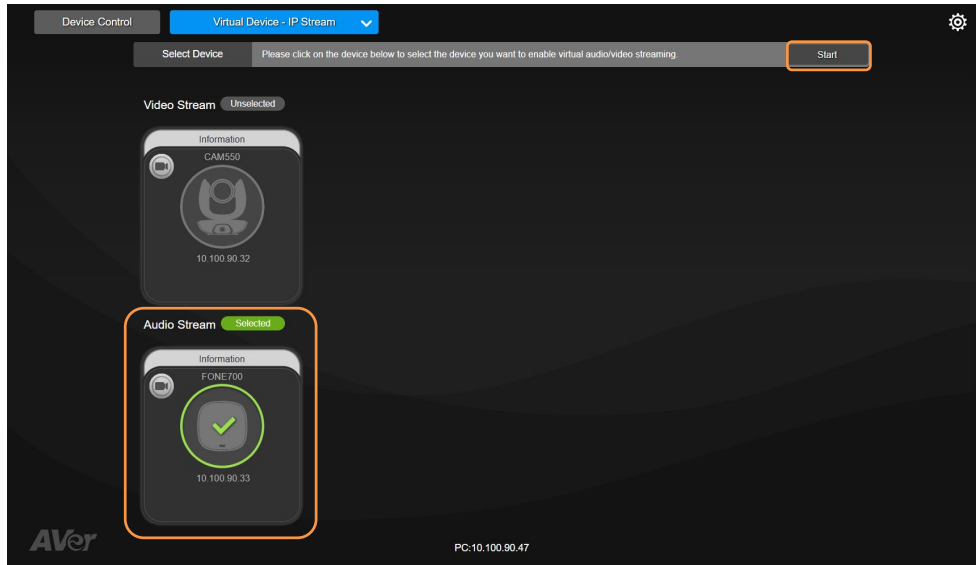 Device Control
Virtual Device - IP Stream
Select Device
Please click on the device below to select the device you want to enable virtual audio/video streaming.
Start
Video Stream
Unselected
Information
CAM550
10.100.90.32
Audio Stream
Selected
Information
FONE700
10.100.90.33
AVer
PC:10.100.90.47